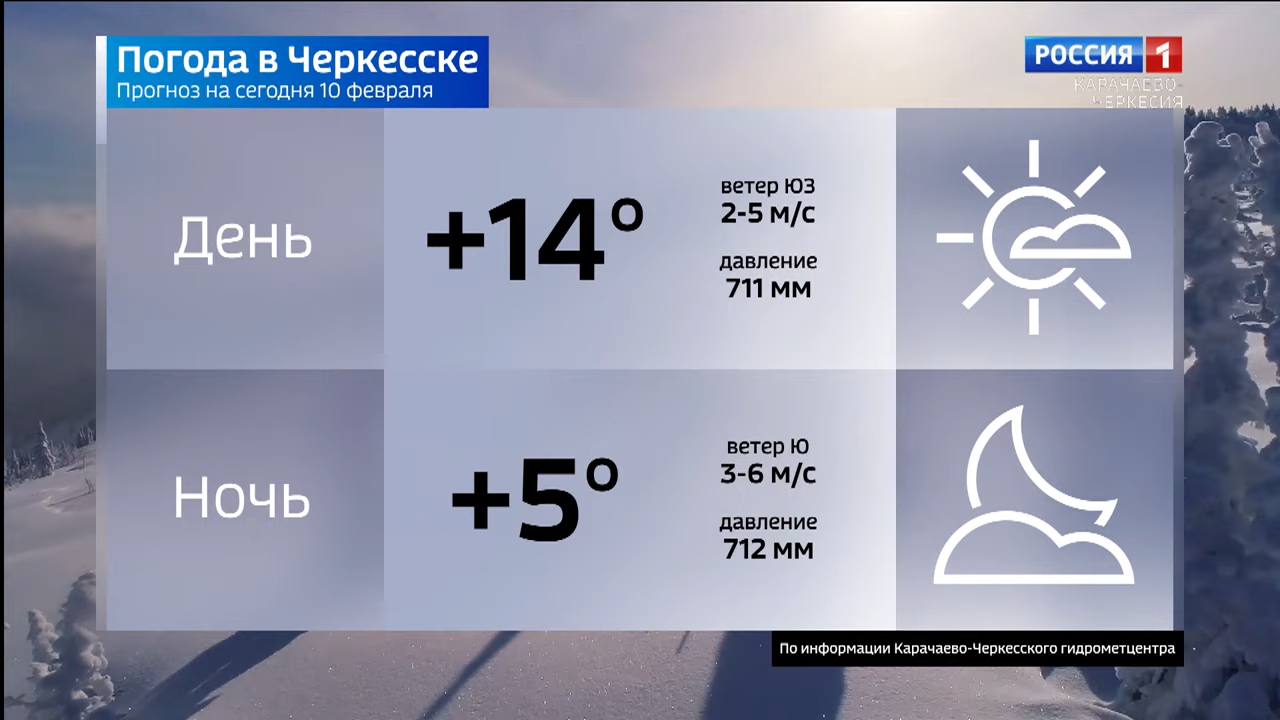 Погода в Черкесске
Прогноз на сегодня 10 февраля
РОССИЯ 1
КАРАЧАЕВО-
ЧЕРКЕСИЯ
День
+14°
ветер ЮЗ
2-5 м/с
давление
711 мм
Ночь
+5°
ветер Ю
3-6 м/с
давление
712 мм
По информации Карачаево-Черкесского гидрометцентра